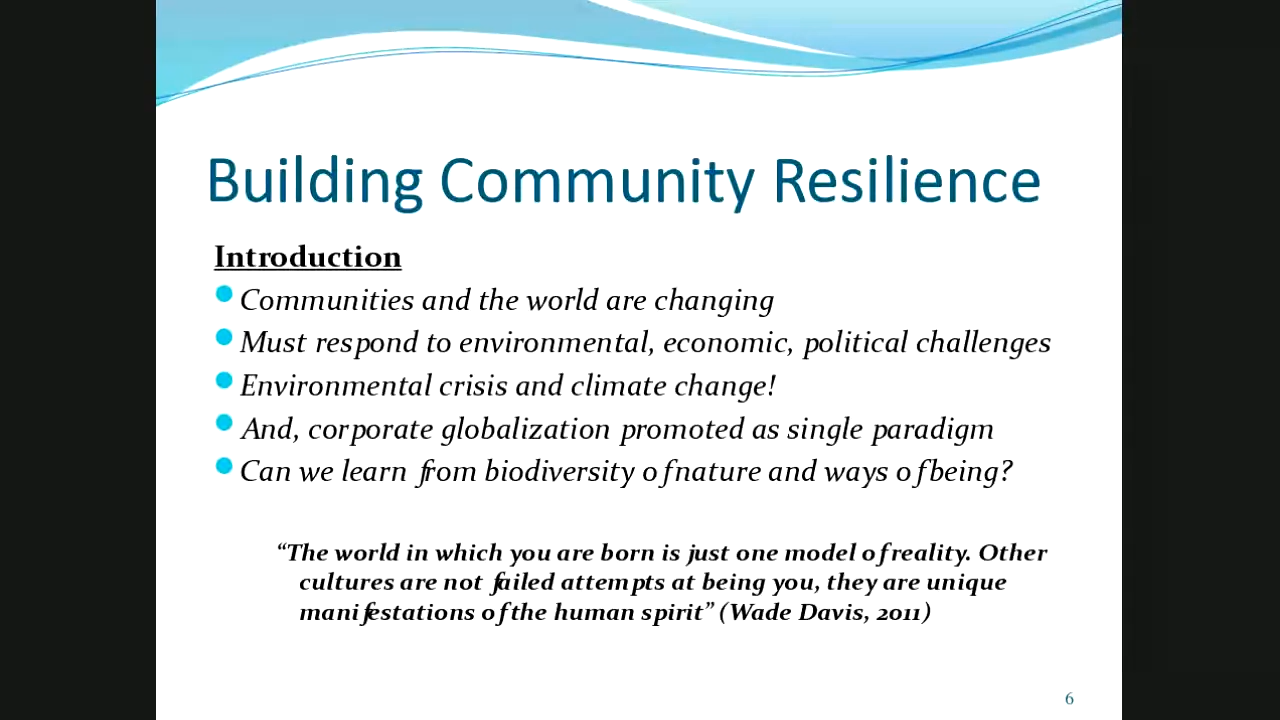 Building Community Resilience
Introduction
Communities and the world are changing
Must respond to environmental, economic, political challenges
Environmental crisis and climate change!
And, corporate globalization promoted as single paradigm
Can we learn from biodiversity of nature and ways of being?
“The world in which you are born is just one model of reality. Other
cultures are not failed attempts at being you, they are unique
manifestations of the human spirit” (Wade Davis, 2011)
6